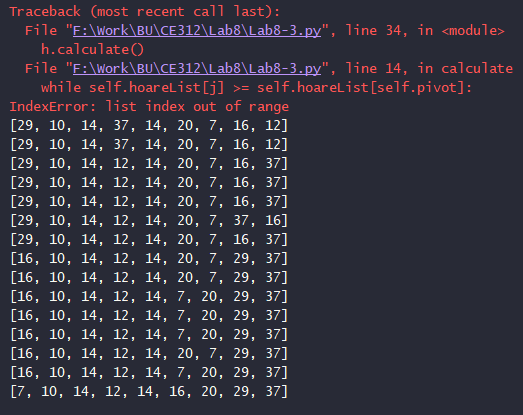 Traceback (most recent call last):
File "F:\Work\BU\CE312\Lab8\Lab8-3.py", line 34, in <module>
h.calculate()
File "F:\Work\BU\CE312\Lab8\Lab8-3.py", line 14, in calculate
while self.hoareList[j] >= self.hoareList[self.pivot]:
IndexError: list index out of range
[29, 10, 14, 37, 14, 20, 7, 16, 12]
[29, 10, 14, 37, 14, 20, 7, 16, 12]
[29, 10, 14, 12, 14, 20, 7, 16, 37]
[29, 10, 14, 12, 14, 20, 7, 16, 37]
[29, 10, 14, 12, 14, 20, 7, 16, 37]
[29, 10, 14, 12, 14, 20, 7, 37, 16]
[29, 10, 14, 12, 14, 20, 7, 16, 37]
[16, 10, 14, 12, 14, 20, 7, 29, 37]
[16, 10, 14, 12, 14, 20, 7, 29, 37]
[16, 10, 14, 12, 14, 7, 20, 29, 37]
[16, 10, 14, 12, 14, 7, 20, 29, 37]
[16, 10, 14, 12, 14, 7, 20, 29, 37]
[16, 10, 14, 12, 14, 20, 7, 29, 37]
[16, 10, 14, 12, 14, 7, 20, 29, 37]
[7, 10, 14, 12, 14, 16, 20, 29, 37]